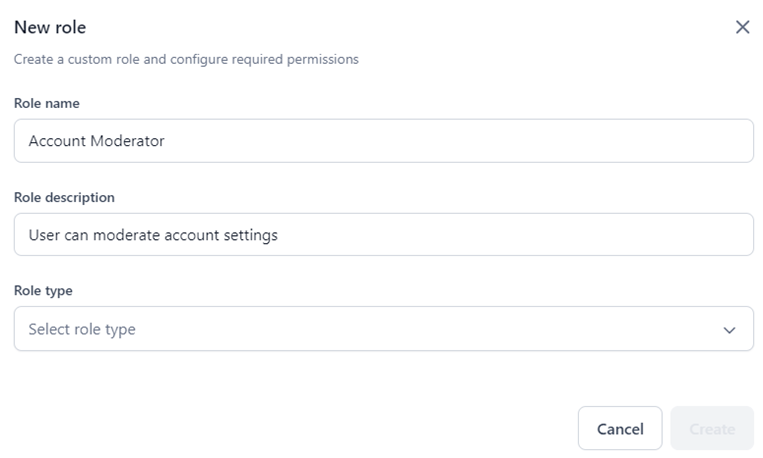 New role
Create a custom role and configure required permissions
Role name
Account Moderator
Role description
User can moderate account settings
Role type
Select role type
Cancel
Create